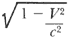 √(1 − V²/c²)